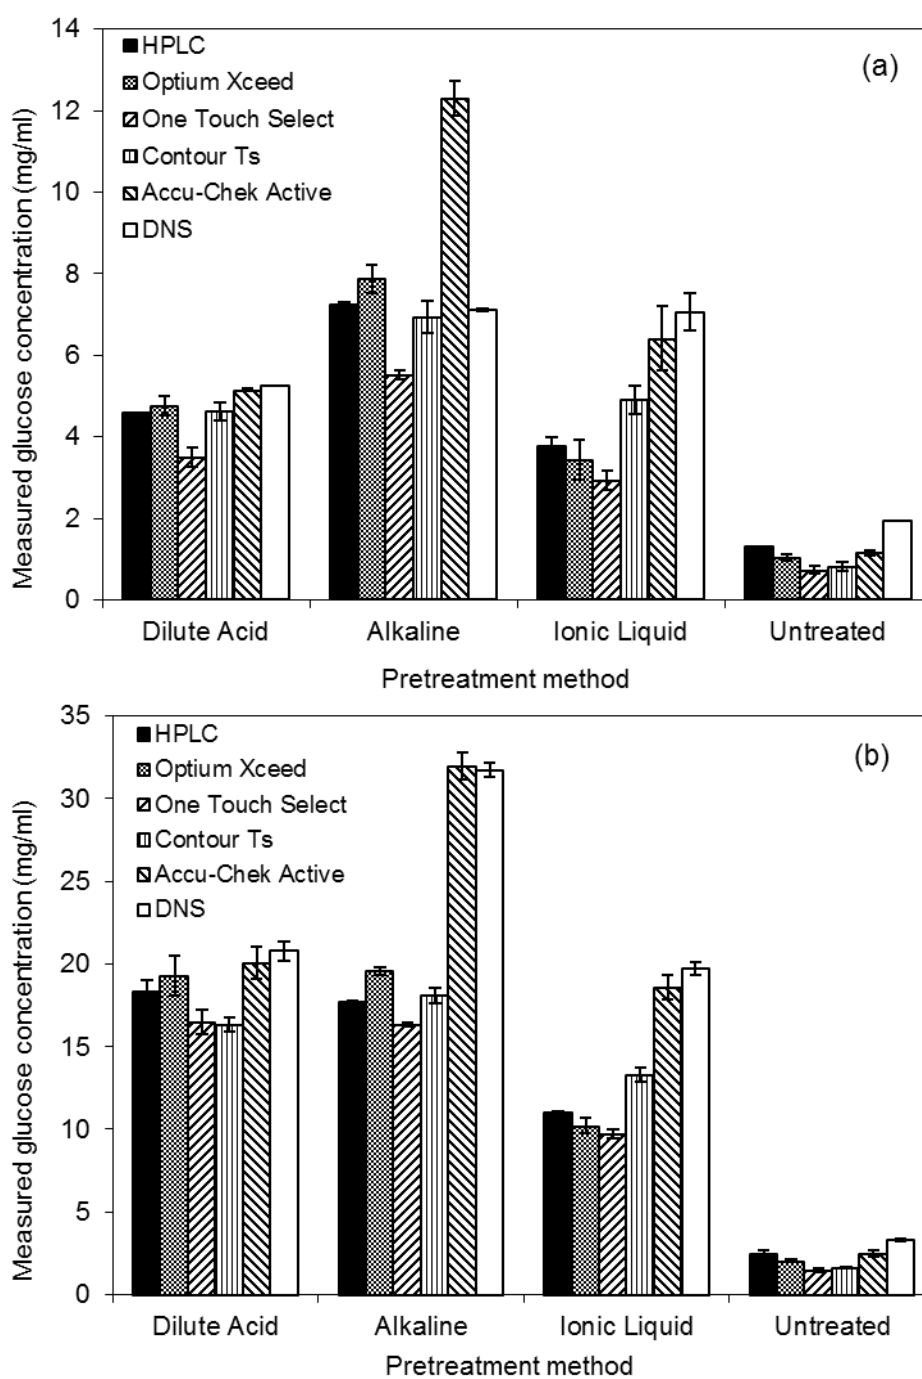 14
12
10
8
6
4
2
0
Measured glucose concentration (mg/ml)
HPLC
Optium Xceed
One Touch Select
Contour Ts
Accu-Chek Active
DNS
(a)
Dilute Acid Alkaline Ionic Liquid Untreated
Pretreatment method
35
30
25
20
15
10
5
0
Measured glucose concentration (mg/ml)
HPLC
Optium Xceed
One Touch Select
Contour Ts
Accu-Chek Active
DNS
(b)
Dilute Acid Alkaline Ionic Liquid Untreated
Pretreatment method